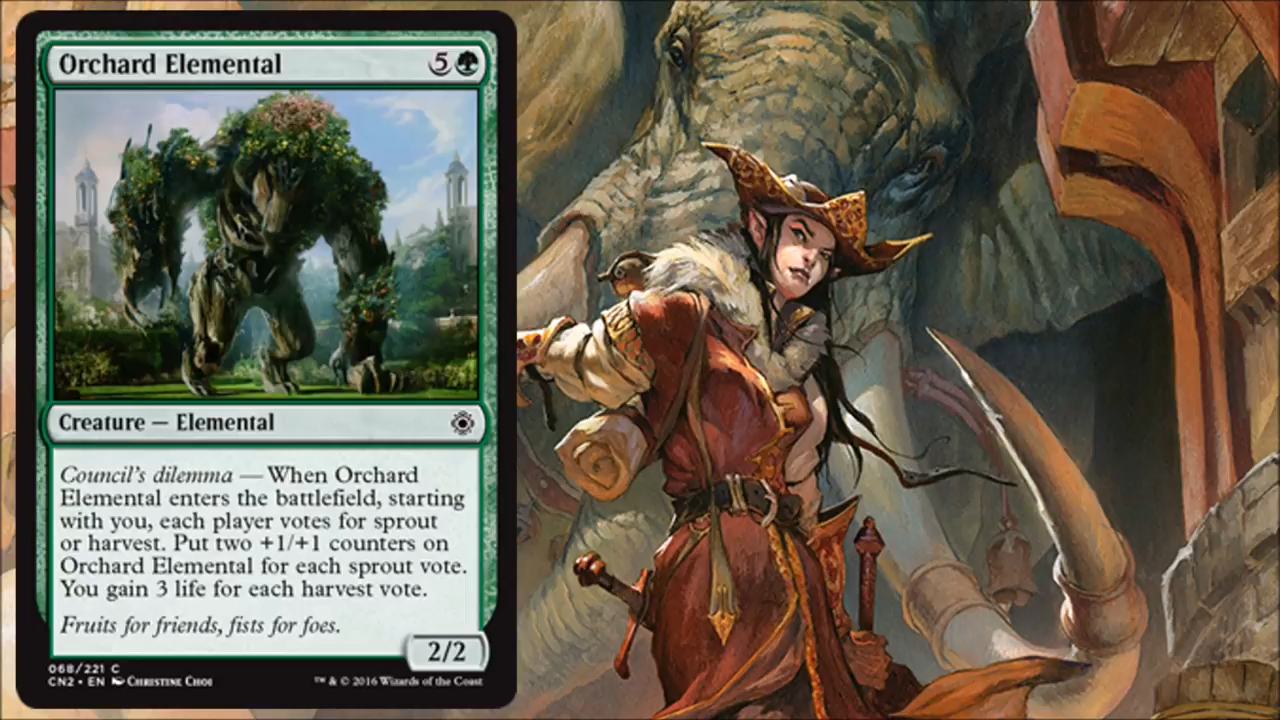 Orchard Elemental 5
Creature — Elemental
Council's dilemma — When Orchard
Elemental enters the battlefield, starting
with you, each player votes for sprout
or harvest. Put two +1/+1 counters on
Orchard Elemental for each sprout vote.
You gain 3 life for each harvest vote.
Fruits for friends, fists for foes.
2/2
068/221 C
CN2 • EN Christine Choi
™ & © 2016 Wizards of the Coast